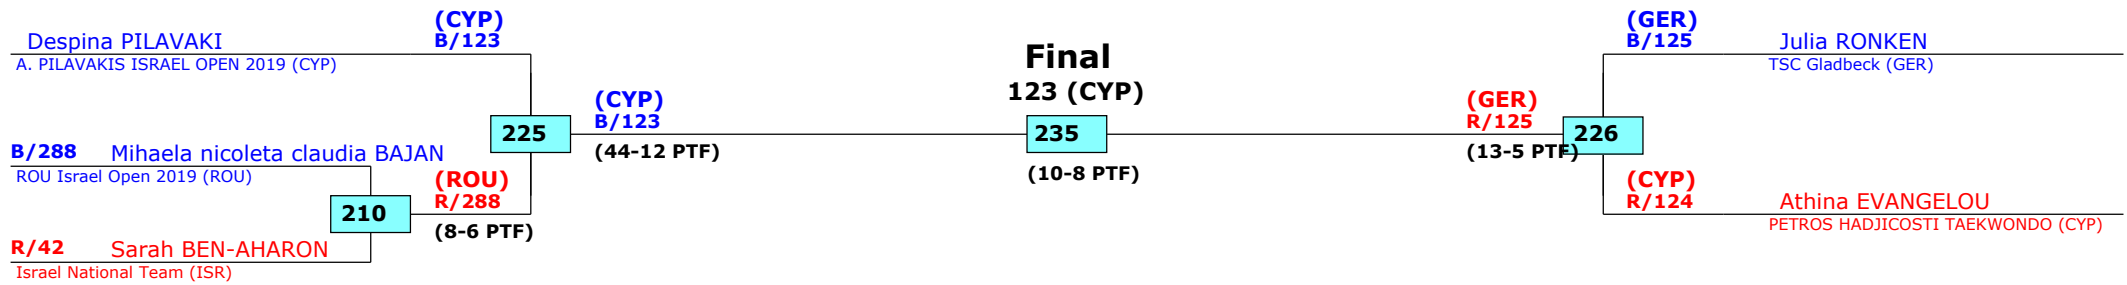 (CYP)
Despina PILAVAKI B/123
A. PILAVAKIS ISRAEL OPEN 2019 (CYP)
(CYP)
B/123
225
(44-12 PTF)
B/288 Mihaela nicoleta claudia BAJAN
ROU Israel Open 2019 (ROU)
(ROU)
R/288
210
(8-6 PTF)
R/42 Sarah BEN-AHARON
Israel National Team (ISR)
Final
123 (CYP)
235
(10-8 PTF)
(GER)
B/125 Julia RONKEN
TSC Gladbeck (GER)
(GER)
R/125
226
(13-5 PTF)
(CYP)
R/124 Athina EVANGELOU
PETROS HADJICOSTI TAEKWONDO (CYP)